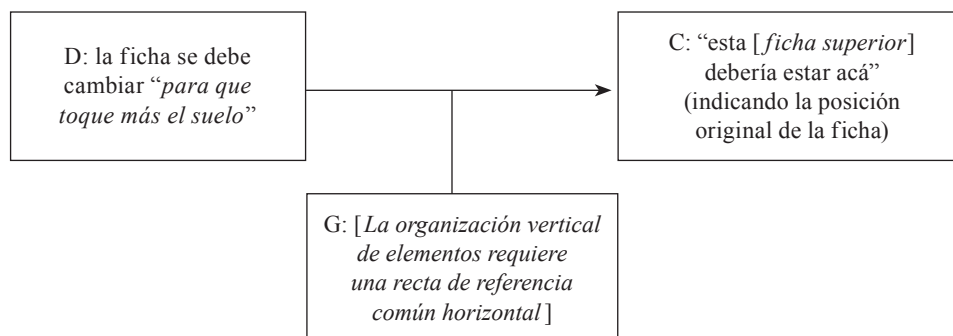 D: la ficha se debe
cambiar “para que
toque más el suelo”
C: “esta [ficha superior]
debería estar acá”
(indicando la posición
original de la ficha)
G: [La organización vertical
de elementos requiere
una recta de referencia
común horizontal]